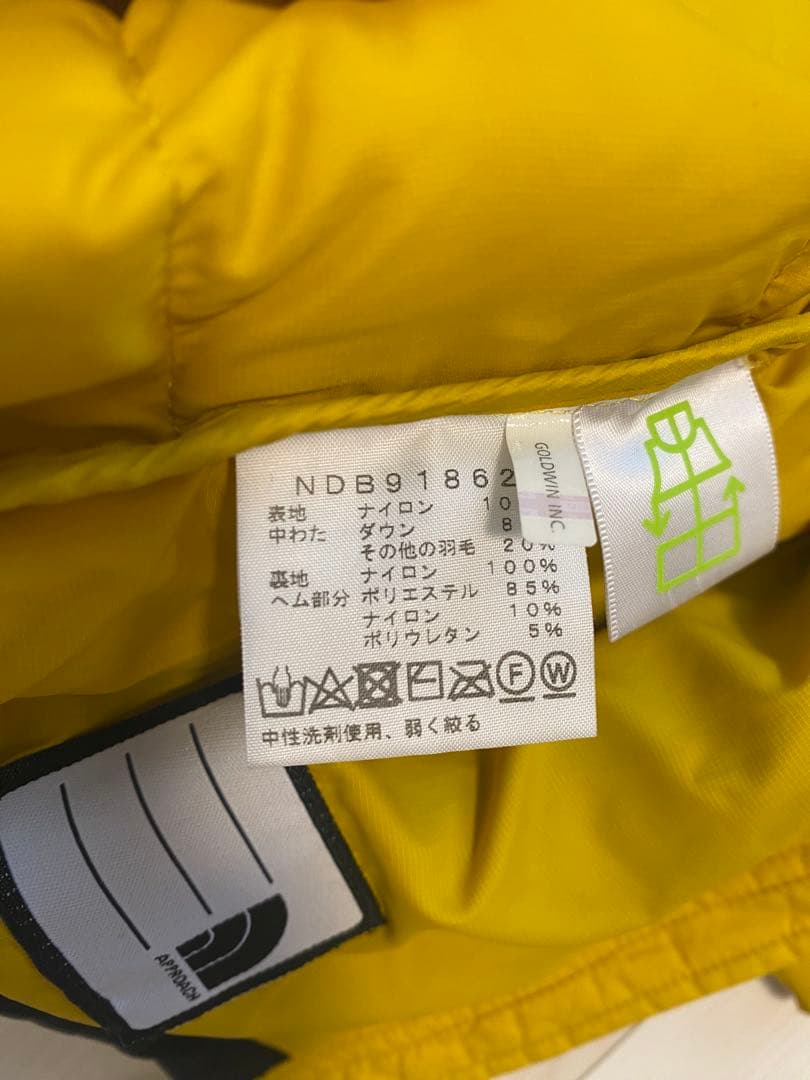 NDB91862
表地 ナイロン 10
中わた ダウン 8
その他の羽毛 20%
裏地 ナイロン 100%
ヘム部分 ポリエステル 85%
ナイロン 10%
ポリウレタン 5%
F W
中性洗剤使用、弱く絞る
GOLDWIN INC.
APPROACH